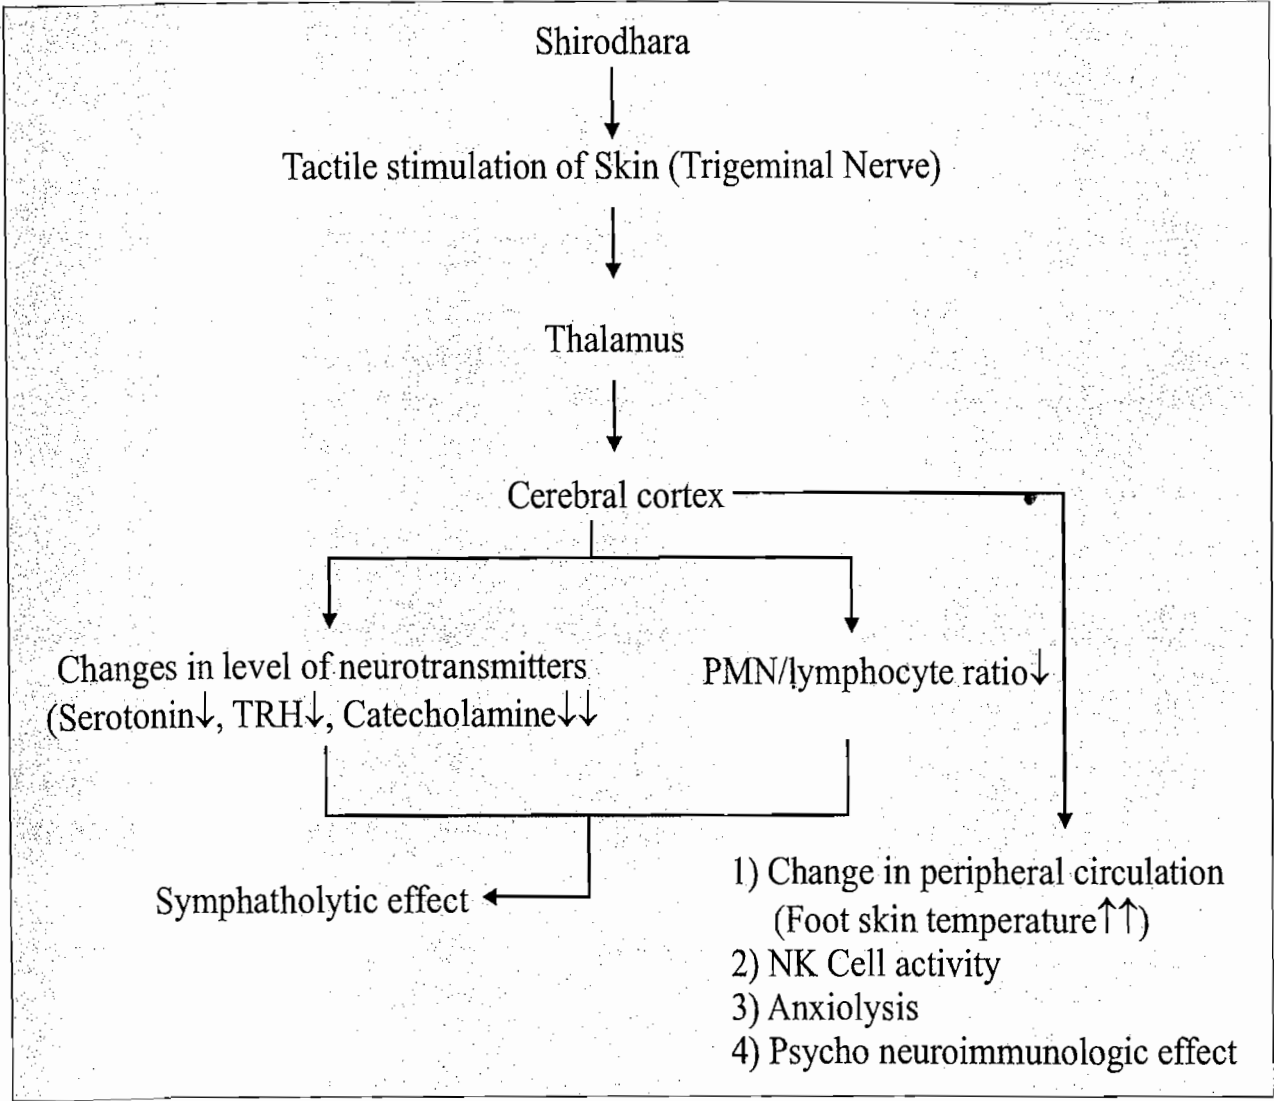 Shirodhara
Tactile stimulation of Skin (Trigeminal Nerve)
Thalamus
Cerebral cortex
Changes in level of neurotransmitters
(Serotonin↓, TRH↓, Catecholamine↓↓
PMN/lymphocyte ratio↓
Symphatholytic effect
1) Change in peripheral circulation
(Foot skin temperature↑↑)
2) NK Cell activity
3) Anxiolysis
4) Psycho neuroimmunologic effect